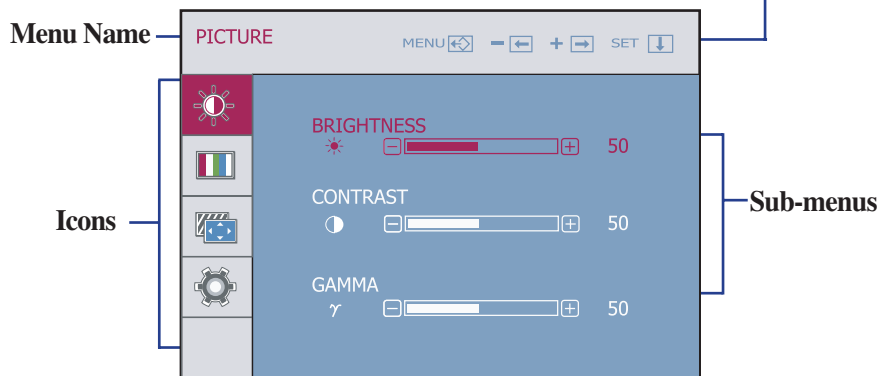 Menu Name
PICTURE MENU - + SET
BRIGHTNESS
50
CONTRAST
50
GAMMA
γ 50
Icons
Sub-menus